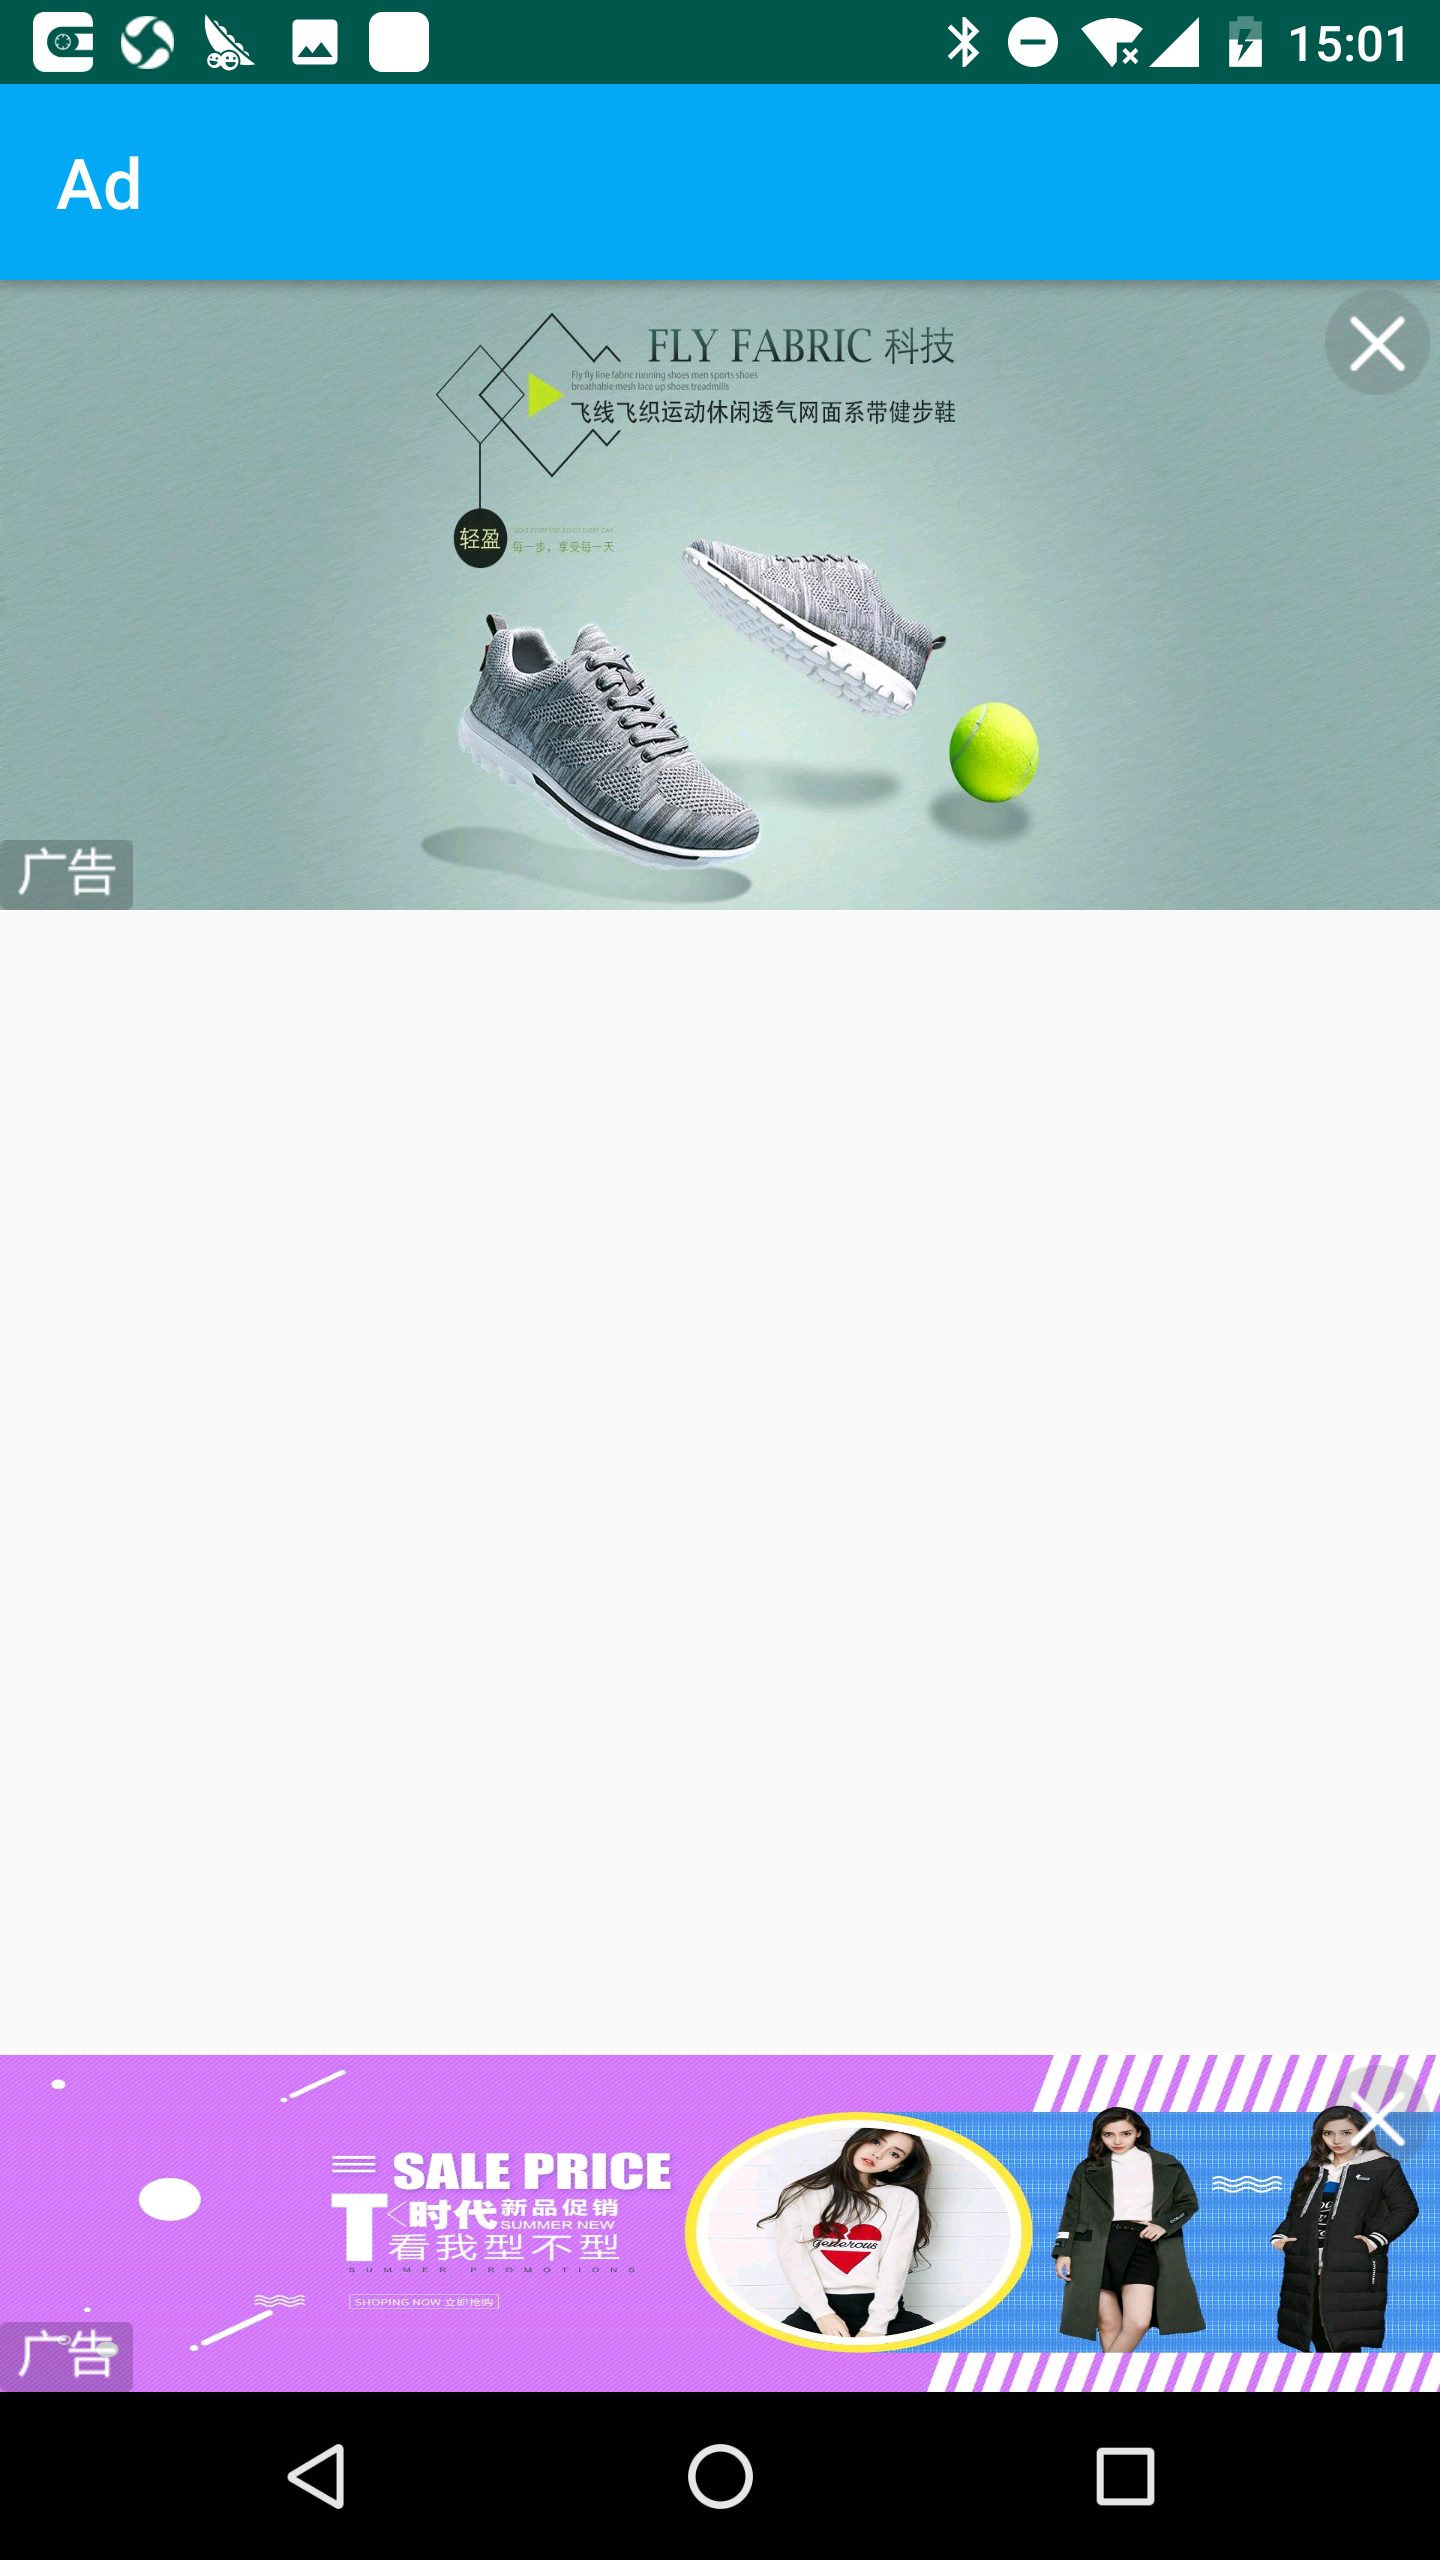 15:01
Ad
FLY FABRIC 科技
Fly fly line fabric running shoes men sports shoes
breathable mesh lace up shoes treadmills
飞线飞织运动休闲透气网面系带健步鞋
轻盈
每一步，享受每一天
广告
SALE PRICE
T时代新品促销
SUMMER NEW
看我型不型
SUMMER PROMOTIONS
SHOPING NOW 立即抢购
Generous
广告